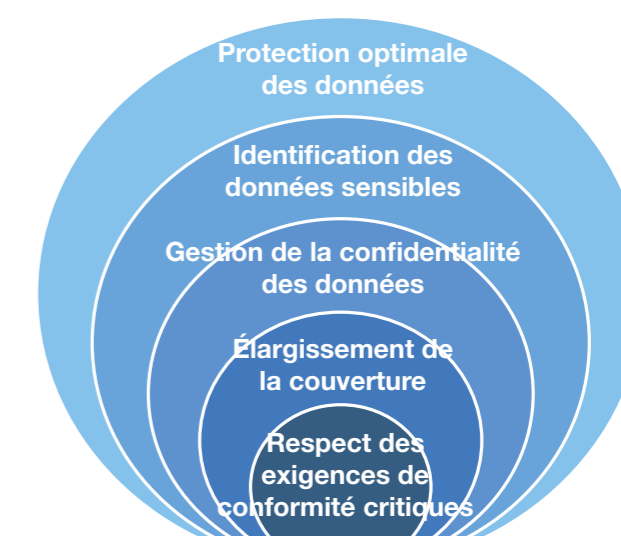 Protection optimale
des données
Identification des
données sensibles
Gestion de la confidentialité
des données
Élargissement de
la couverture
Respect des
exigences de
conformité critiques